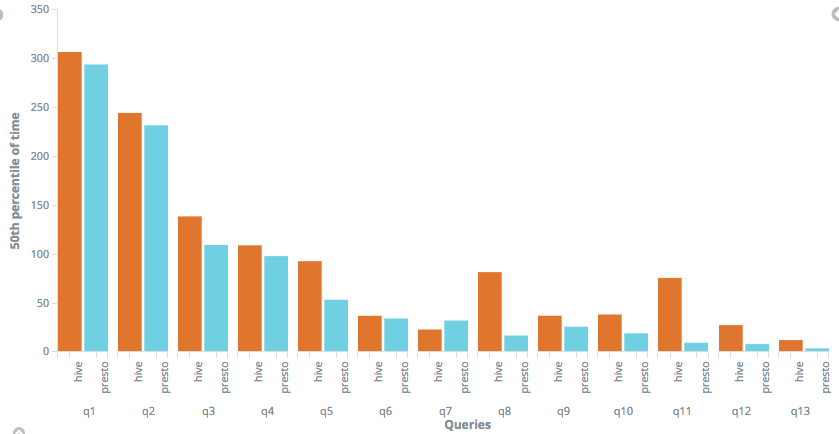 350
300
250
200
150
100
50
0
50th percentile of time
hive presto hive presto hive presto hive presto hive presto hive presto hive presto hive presto hive presto hive presto hive presto hive presto hive presto
q1 q2 q3 q4 q5 q6 q7 q8 q9 q10 q11 q12 q13
Queries